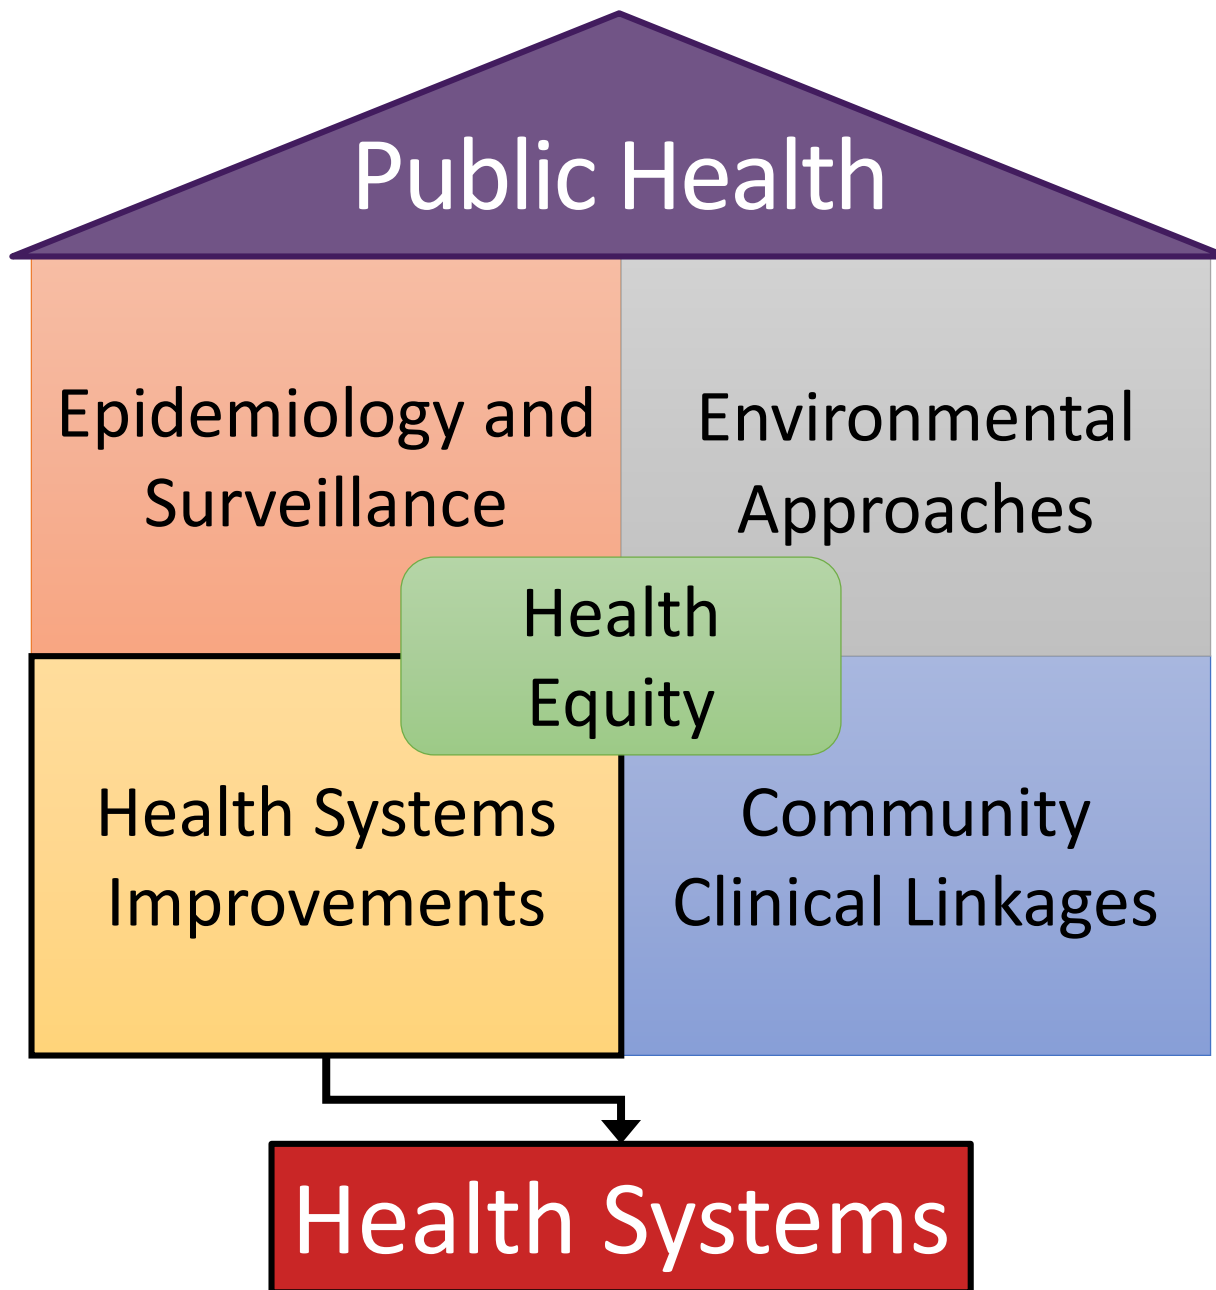 Public Health
Epidemiology and
Surveillance
Environmental
Approaches
Health
Equity
Health Systems
Improvements
Community
Clinical Linkages
Health Systems